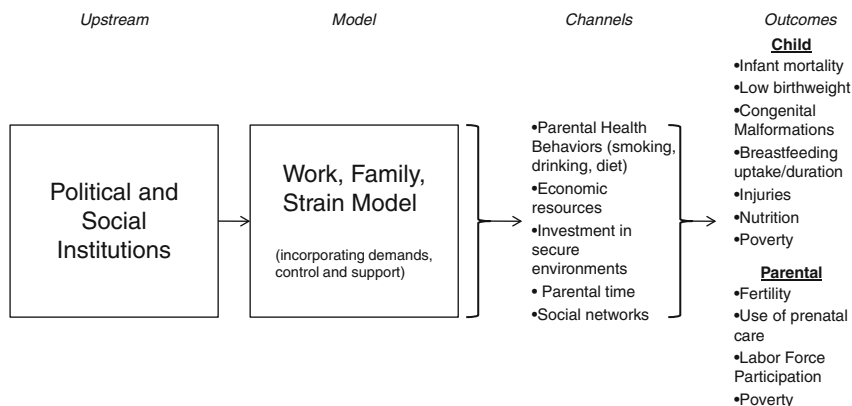 Upstream
Model
Channels
Outcomes
Political and
Social
Institutions
Work, Family,
Strain Model
(incorporating demands,
control and support)
•Parental Health
Behaviors (smoking,
drinking, diet)
•Economic
resources
•Investment in
secure
environments
• Parental time
•Social networks
Child
•Infant mortality
•Low birthweight
•Congenital
Malformations
•Breastfeeding
uptake/duration
•Injuries
•Nutrition
•Poverty
Parental
•Fertility
•Use of prenatal
care
•Labor Force
Participation
•Poverty